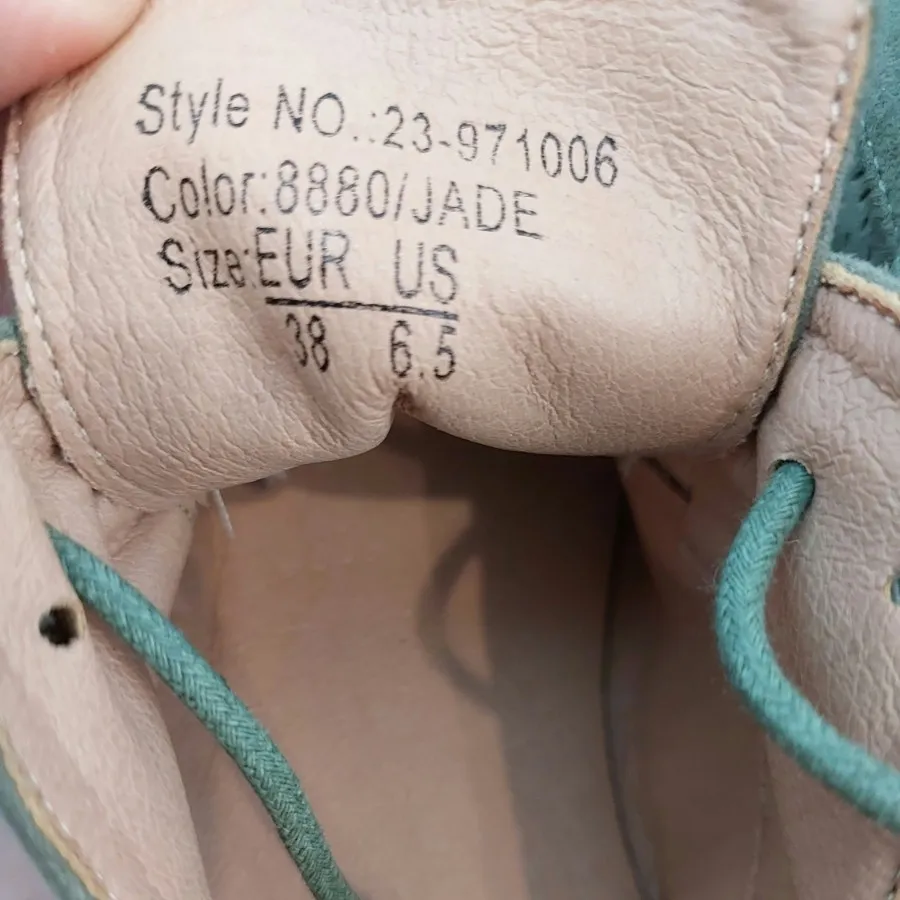 Style NO.:23-971006
Color:8880/JADE
Size:EUR US
38 6.5